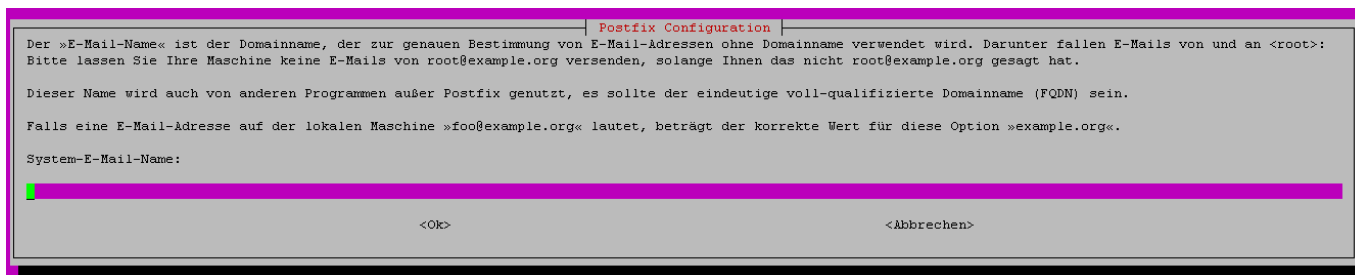 Postfix Configuration
Der »E-Mail-Name« ist der Domainname, der zur genauen Bestimmung von E-Mail-Adressen ohne Domainname verwendet wird. Darunter fallen E-Mails von und an <root>:
Bitte lassen Sie Ihre Maschine keine E-Mails von root@example.org versenden, solange Ihnen das nicht root@example.org gesagt hat.
Dieser Name wird auch von anderen Programmen außer Postfix genutzt, es sollte der eindeutige voll-qualifizierte Domainname (FQDN) sein.
Falls eine E-Mail-Adresse auf der lokalen Maschine »foo@example.org« lautet, beträgt der korrekte Wert für diese Option »example.org«.
System-E-Mail-Name:
<Ok> <Abbrechen>